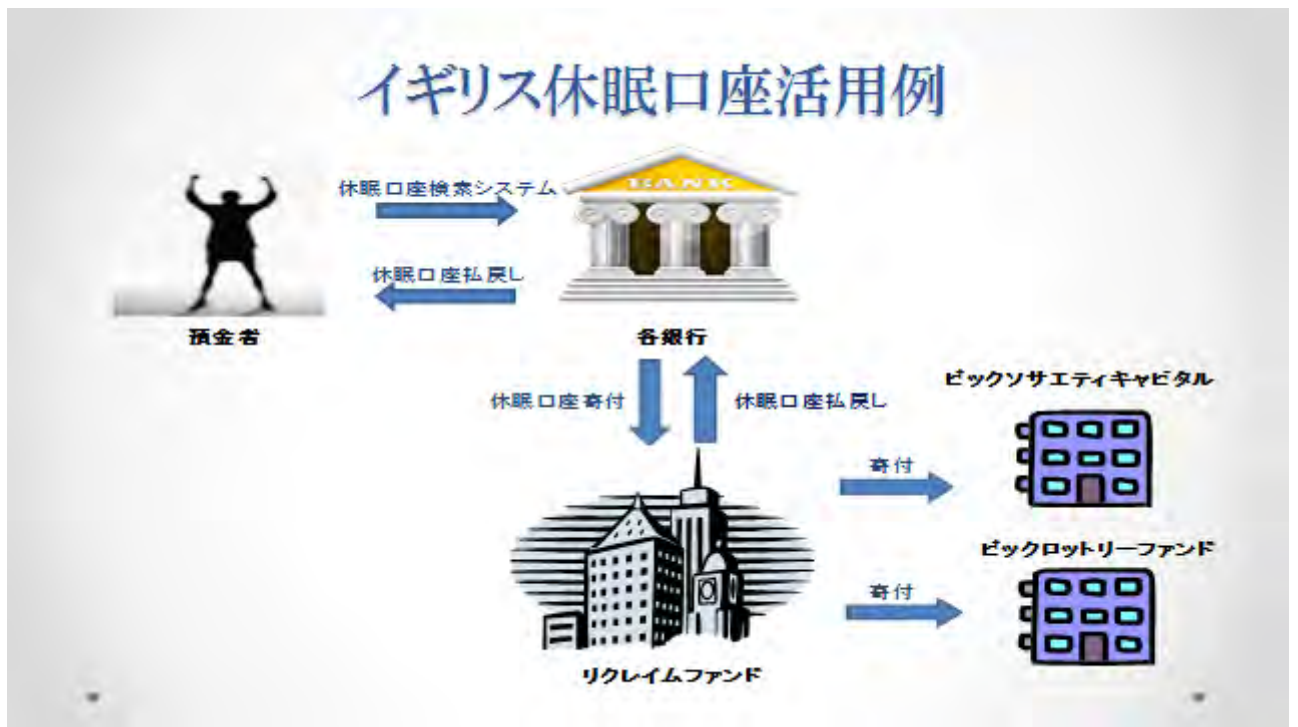 イギリス休眠口座活用例
休眠口座検索システム
BANK
休眠口座払戻し
預金者
各銀行
休眠口座寄付
休眠口座払戻し
ビックソサエティキャピタル
寄付
ビックロットリーファンド
寄付
リクレイムファンド